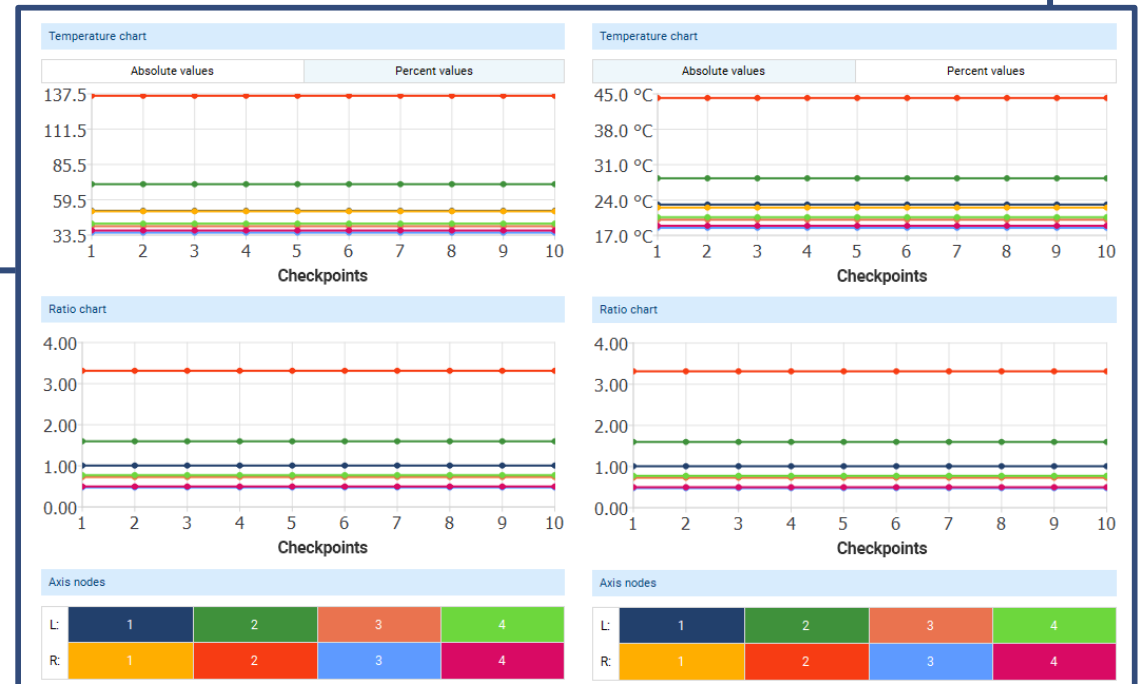 Temperature chart
Absolute values Percent values
137.5
111.5
85.5
59.5
33.5
1 2 3 4 5 6 7 8 9 10
Checkpoints
Ratio chart
4.00
3.00
2.00
1.00
0.00
1 2 3 4 5 6 7 8 9 10
Checkpoints
Axis nodes
L: 1 2 3 4
R: 1 2 3 4
Temperature chart
Absolute values Percent values
45.0 °C
38.0 °C
31.0 °C
24.0 °C
17.0 °C
1 2 3 4 5 6 7 8 9 10
Checkpoints
Ratio chart
4.00
3.00
2.00
1.00
0.00
1 2 3 4 5 6 7 8 9 10
Checkpoints
Axis nodes
L: 1 2 3 4
R: 1 2 3 4